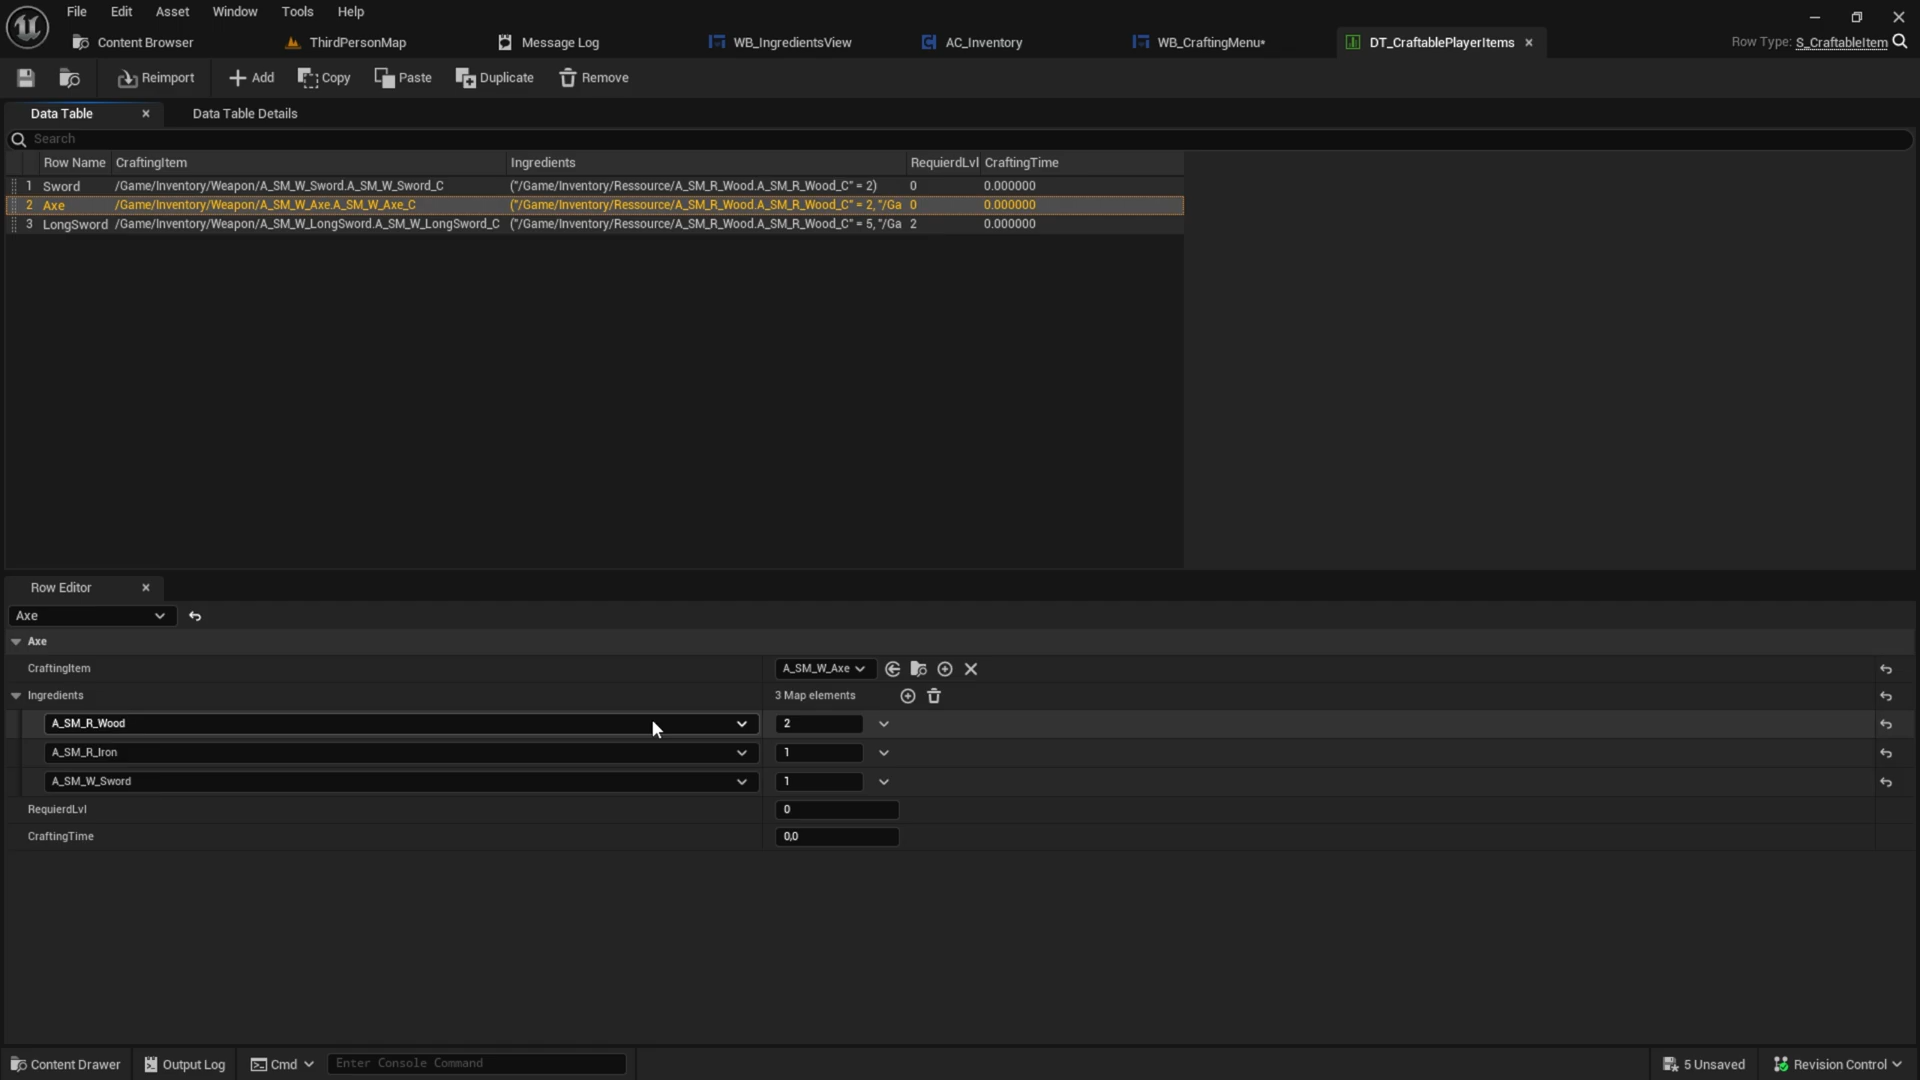 File Edit Asset Window Tools Help
Content Browser ThirdPersonMap Message Log WB_IngredientsView AC_Inventory WB_CraftingMenu* DT_CraftablePlayerItems Row Type: S_CraftableItem
Reimport Add Copy Paste Duplicate Remove
Data Table Data Table Details
Search
Row Name CraftingItem Ingredients RequierdLvl CraftingTime
1 Sword /Game/Inventory/Weapon/A_SM_W_Sword.A_SM_W_Sword_C ("/Game/Inventory/Ressource/A_SM_R_Wood.A_SM_R_Wood_C" = 2) 0 0.000000
2 Axe /Game/Inventory/Weapon/A_SM_W_Axe.A_SM_W_Axe_C ("/Game/Inventory/Ressource/A_SM_R_Wood.A_SM_R_Wood_C" = 2, "/Ga 0 0.000000
3 LongSword /Game/Inventory/Weapon/A_SM_W_LongSword.A_SM_W_LongSword_C ("/Game/Inventory/Ressource/A_SM_R_Wood.A_SM_R_Wood_C" = 5, "/Ga 2 0.000000
Row Editor
Axe
Axe
CraftingItem A_SM_W_Axe
Ingredients 3 Map elements
A_SM_R_Wood 2
A_SM_R_Iron 1
A_SM_W_Sword 1
RequierdLvl 0
CraftingTime 0,0
Content Drawer Output Log Cmd Enter Console Command 5 Unsaved Revision Control